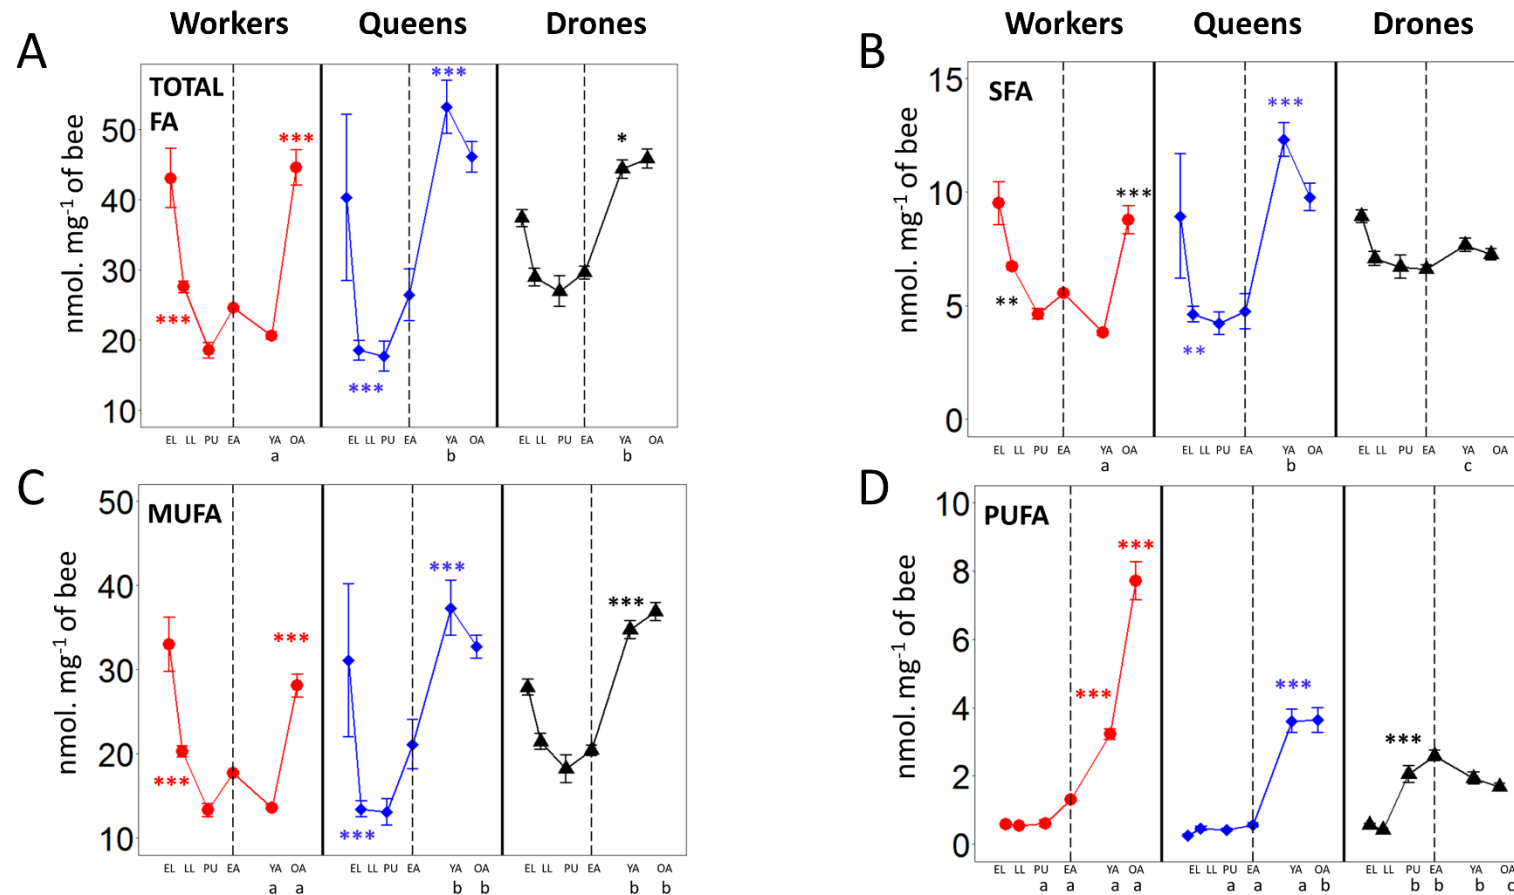 Workers Queens Drones
A
TOTAL
FA
nmol. mg-1 of bee
50
40
30
20
10
***
***
***
***
*
EL LL PU EA YA OA EL LL PU EA YA OA EL LL PU EA YA OA
a b b
Workers Queens Drones
B
SFA
nmol. mg-1 of bee
15
10
5
0
**
***
**
***
EL LL PU EA YA OA EL LL PU EA YA OA EL LL PU EA YA OA
a b c
C
MUFA
nmol. mg-1 of bee
50
40
30
20
10
***
***
***
***
***
EL LL PU EA YA OA EL LL PU EA YA OA EL LL PU EA YA OA
a a b b b b
D
PUFA
nmol. mg-1 of bee
10
8
6
4
2
0
***
***
***
***
EL LL PU EA YA OA EL LL PU EA YA OA EL LL PU EA YA OA
a a a a a a a b b b b c